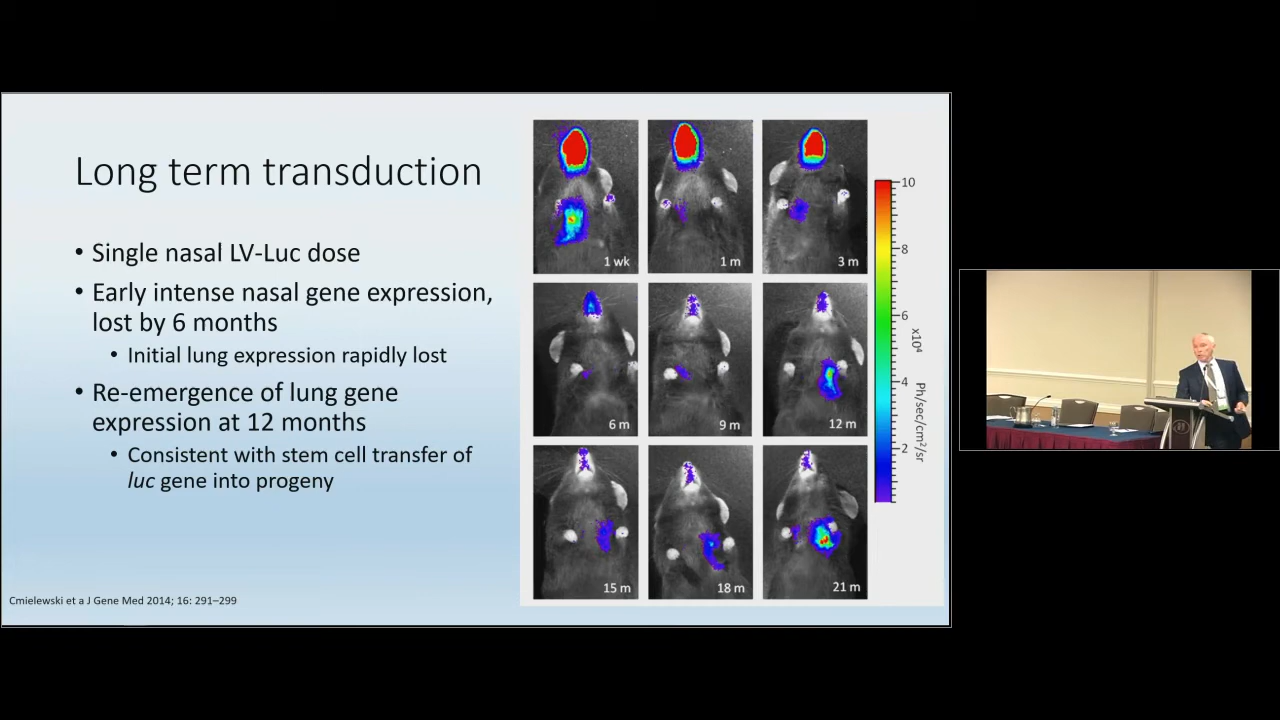 Long term transduction
• Single nasal LV-Luc dose
• Early intense nasal gene expression,
lost by 6 months
• Initial lung expression rapidly lost
• Re-emergence of lung gene
expression at 12 months
• Consistent with stem cell transfer of
luc gene into progeny
Cmielewski et a J Gene Med 2014; 16: 291–299
1 wk
1 m
3 m
6 m
9 m
12 m
15 m
18 m
21 m
10
8
6
4
2
x10⁴
Ph/sec/cm²/sr